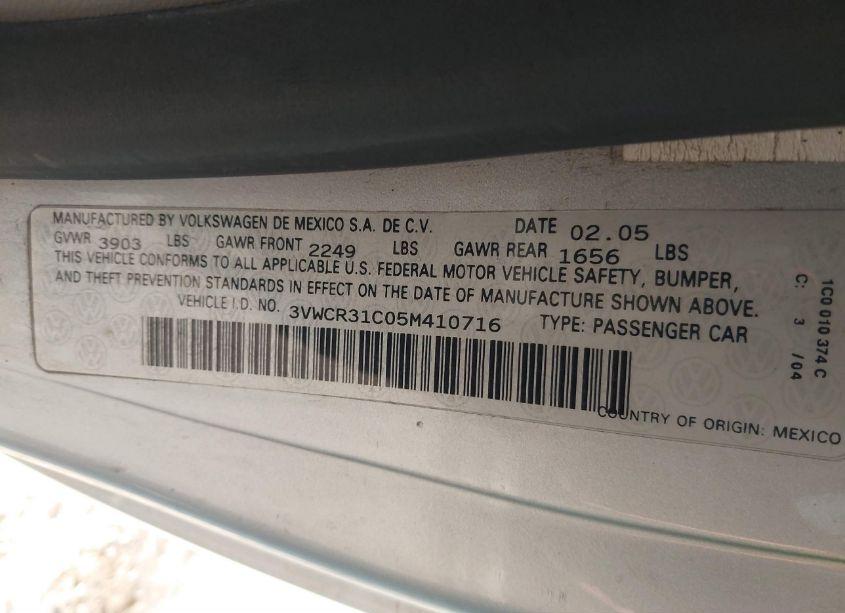 MANUFACTURED BY VOLKSWAGEN DE MEXICO S.A. DE C.V. DATE 02.05
GVWR 3903 LBS GAWR FRONT 2249 LBS GAWR REAR 1656 LBS
THIS VEHICLE CONFORMS TO ALL APPLICABLE U.S. FEDERAL MOTOR VEHICLE SAFETY, BUMPER,
AND THEFT PREVENTION STANDARDS IN EFFECT ON THE DATE OF MANUFACTURE SHOWN ABOVE.
VEHICLE I.D. NO. 3VWCR31C05M410716 TYPE: PASSENGER CAR
COUNTRY OF ORIGIN: MEXICO
1C0 010 374 C
C. 3 /04